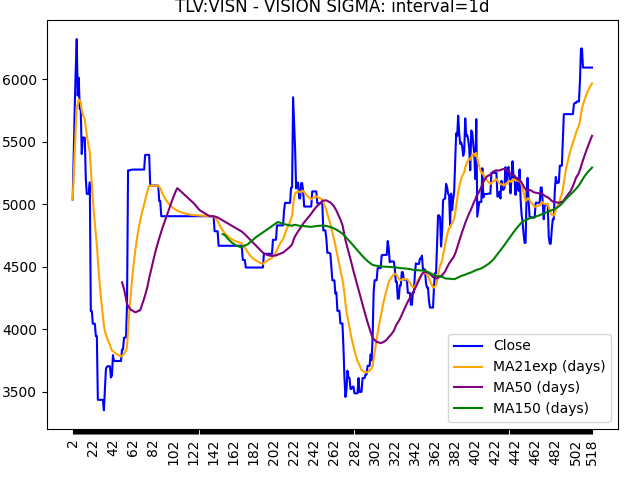 TLV:VISN - VISION SIGMA: interval=1d
6000
5500
5000
4500
4000
3500
Close
MA21exp (days)
MA50 (days)
MA150 (days)
2 22 42 62 82 102 122 142 162 182 202 222 242 262 282 302 322 342 362 382 402 422 442 462 482 502 518